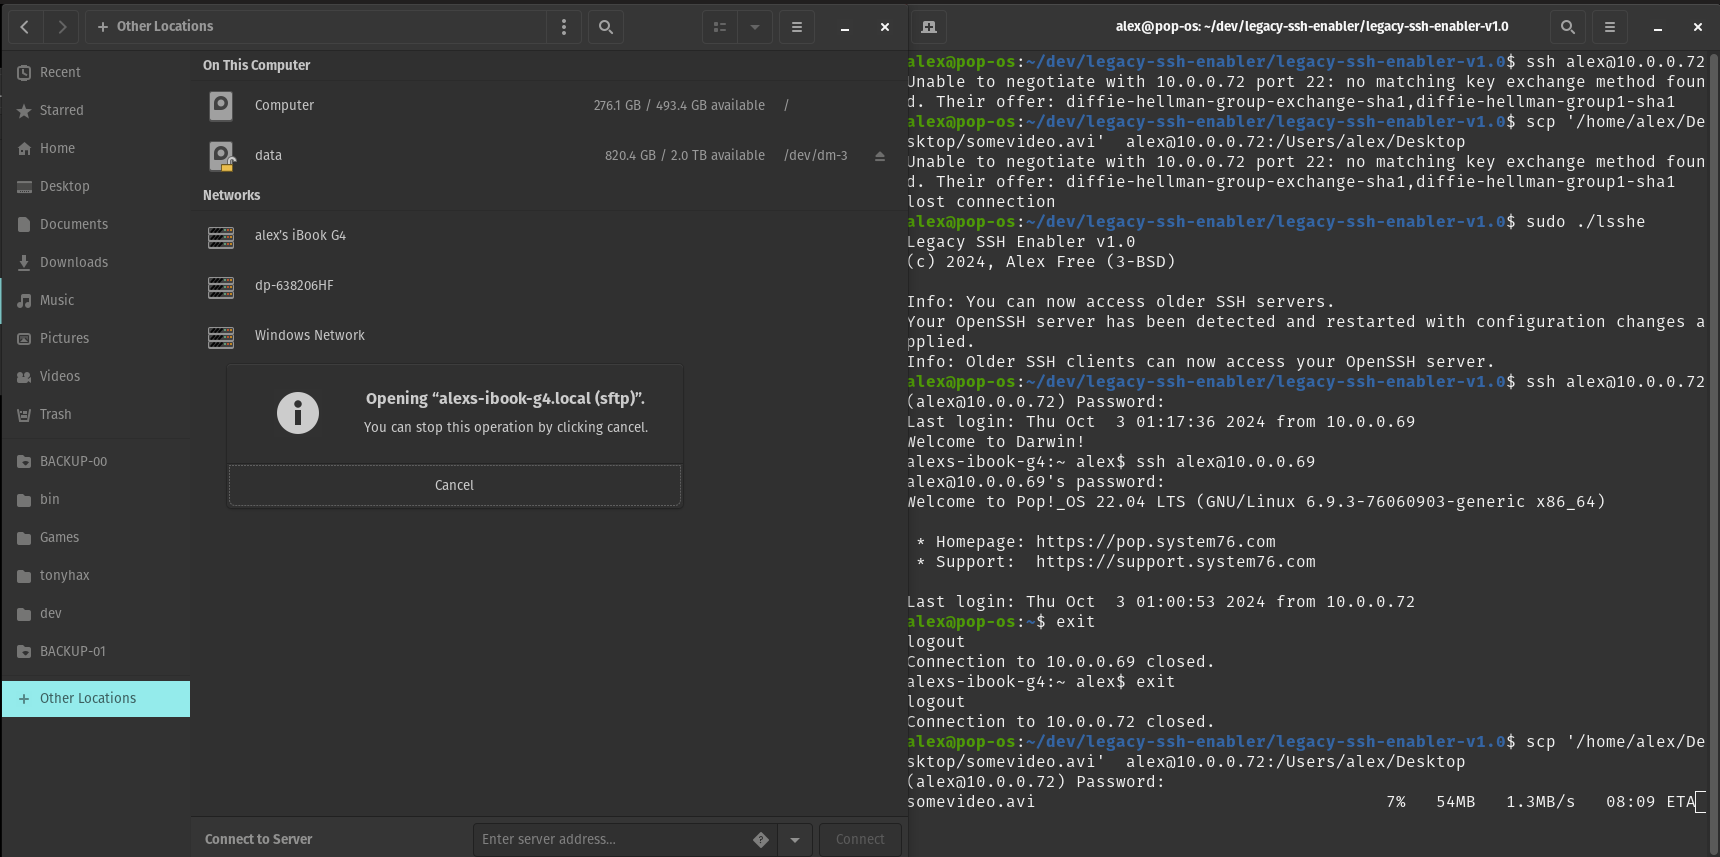 Other Locations
alex@pop-os: ~/dev/legacy-ssh-enabler/legacy-ssh-enabler-v1.0
Recent
Starred
Home
Desktop
Documents
Downloads
Music
Pictures
Videos
Trash
BACKUP-00
bin
Games
tonyhax
dev
BACKUP-01
Other Locations
On This Computer
Computer 276.1 GB / 493.4 GB available /
data 820.4 GB / 2.0 TB available /dev/dm-3
Networks
alex's iBook G4
dp-638206HF
Windows Network
Opening “alexs-ibook-g4.local (sftp)”.
You can stop this operation by clicking cancel.
Cancel
Connect to Server Enter server address... Connect
alex@pop-os:~/dev/legacy-ssh-enabler/legacy-ssh-enabler-v1.0$ ssh alex@10.0.0.72
Unable to negotiate with 10.0.0.72 port 22: no matching key exchange method foun
d. Their offer: diffie-hellman-group-exchange-sha1,diffie-hellman-group1-sha1
alex@pop-os:~/dev/legacy-ssh-enabler/legacy-ssh-enabler-v1.0$ scp '/home/alex/De
sktop/somevideo.avi'  alex@10.0.0.72:/Users/alex/Desktop
Unable to negotiate with 10.0.0.72 port 22: no matching key exchange method foun
d. Their offer: diffie-hellman-group-exchange-sha1,diffie-hellman-group1-sha1
lost connection
alex@pop-os:~/dev/legacy-ssh-enabler/legacy-ssh-enabler-v1.0$ sudo ./lsshe
Legacy SSH Enabler v1.0
(c) 2024, Alex Free (3-BSD)
Info: You can now access older SSH servers.
Your OpenSSH server has been detected and restarted with configuration changes a
pplied.
Info: Older SSH clients can now access your OpenSSH server.
alex@pop-os:~/dev/legacy-ssh-enabler/legacy-ssh-enabler-v1.0$ ssh alex@10.0.0.72
(alex@10.0.0.72) Password:
Last login: Thu Oct  3 01:17:36 2024 from 10.0.0.69
Welcome to Darwin!
alexs-ibook-g4:~ alex$ ssh alex@10.0.0.69
alex@10.0.0.69's password:
Welcome to Pop!_OS 22.04 LTS (GNU/Linux 6.9.3-76060903-generic x86_64)
* Homepage: https://pop.system76.com
* Support:  https://support.system76.com
Last login: Thu Oct  3 01:00:53 2024 from 10.0.0.72
alex@pop-os:~$ exit
logout
Connection to 10.0.0.69 closed.
alexs-ibook-g4:~ alex$ exit
logout
Connection to 10.0.0.72 closed.
alex@pop-os:~/dev/legacy-ssh-enabler/legacy-ssh-enabler-v1.0$ scp '/home/alex/De
sktop/somevideo.avi'  alex@10.0.0.72:/Users/alex/Desktop
(alex@10.0.0.72) Password:
somevideo.avi 7% 54MB 1.3MB/s 08:09 ETA